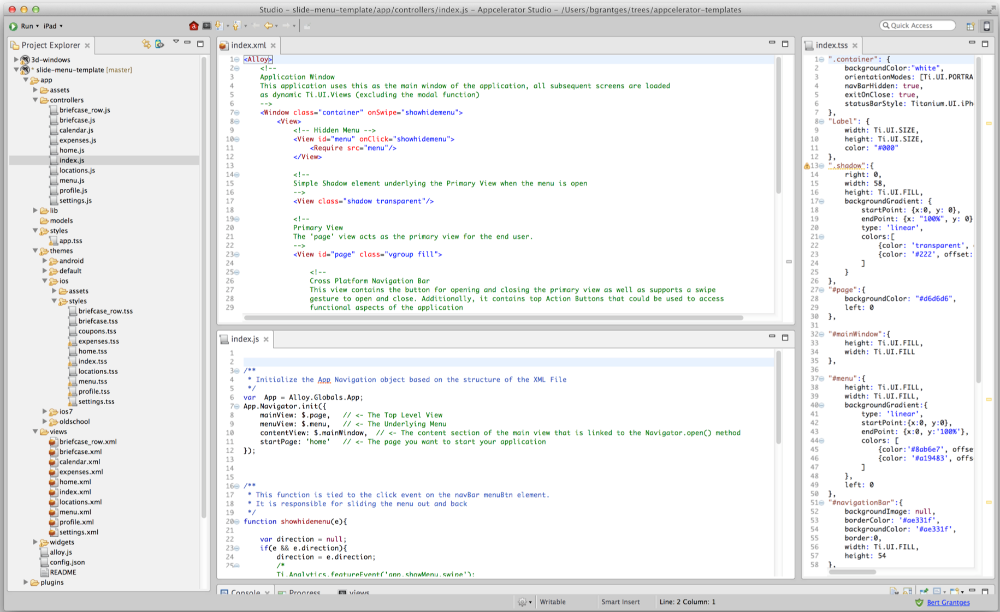 Studio – slide-menu-template/app/controllers/index.js – Appcelerator Studio – /Users/bgrantges/trees/appcelerator-templates
Run iPad
Quick Access
Project Explorer
3d-windows
* slide-menu-template [master]
app
assets
controllers
briefcase_row.js
briefcase.js
calendar.js
expenses.js
home.js
index.js
locations.js
menu.js
profile.js
settings.js
lib
models
styles
app.tss
themes
android
default
ios
assets
styles
briefcase_row.tss
briefcase.tss
coupons.tss
expenses.tss
home.tss
index.tss
locations.tss
menu.tss
profile.tss
settings.tss
ios7
oldschool
views
briefcase_row.xml
briefcase.xml
calendar.xml
expenses.xml
home.xml
index.xml
locations.xml
menu.xml
profile.xml
settings.xml
widgets
alloy.js
config.json
README
plugins
index.xml
1 <Alloy>
2 <!--
3 Application Window
4 This application uses this as the main window of the application, all subsequent screens are loaded
5 as dynamic Ti.UI.Views (excluding the modal function)
6 -->
7 <Window class="container" onSwipe="showhidemenu">
8 <View>
9 <!-- Hidden Menu -->
10 <View id="menu" onClick="showhidemenu">
11 <Require src="menu"/>
12 </View>
13
14 <!--
15 Simple Shadow element underlying the Primary View when the menu is open
16 -->
17 <View class="shadow transparent"/>
18
19 <!--
20 Primary View
21 The 'page' view acts as the primary view for the end user.
22 -->
23 <View id="page" class="vgroup fill">
24
25 <!--
26 Cross Platform Navigation Bar
27 This view contains the button for opening and closing the primary view as well as supports a swipe
28 gesture to open and close. Additionally, it contains top Action Buttons that could be used to access
29 functional aspects of the application
index.js
1
2
3 /**
4 * Initialize the App Navigation object based on the structure of the XML File
5 */
6 var App = Alloy.Globals.App;
7 App.Navigator.init({
8 mainView: $.page, // <- The Top Level View
9 menuView: $.menu, // <- The Underlying Menu
10 contentView: $.mainWindow, // <- The content section of the main view that is linked to the Navigator.open() method
11 startPage: 'home' // <- The page you want to start your application
12 });
13
14
15
16 /**
17 * This function is tied to the click event on the navBar menuBtn element.
18 * It is responsible for sliding the menu out and back
19 */
20 function showhidemenu(e){
21
22 var direction = null;
23 if(e && e.direction){
24 direction = e.direction;
25 /*
Ti.Analytics.featureEvent('app.showMenu.swipe');
index.tss
1 ".container": {
2 backgroundColor:"white",
3 orientationModes: [Ti.UI.PORTRA
4 navBarHidden: true,
5 exitOnClose: true,
6 statusBarStyle: Titanium.UI.iPh
7 },
8 "Label": {
9 width: Ti.UI.SIZE,
10 height: Ti.UI.SIZE,
11 color: "#000"
12 },
13 ".shadow":{
14 right: 0,
15 width: 58,
16 height: Ti.UI.FILL,
17 backgroundGradient: {
18 startPoint: {x:0, y: 0},
19 endPoint: {x: "100%", y: 0}
20 type: 'linear',
21 colors:[
22 {color: 'transparent',
23 {color: '#222', offset:
24 ]
25 }
26 },
27 "#page":{
28 backgroundColor: "#d6d6d6",
29 left: 0
30 },
31
32 "#mainWindow":{
33 height: Ti.UI.FILL,
34 width: Ti.UI.FILL
35 },
36
37 "#menu":{
38 height: Ti.UI.FILL,
39 width: Ti.UI.FILL,
40 backgroundGradient:{
41 type: 'linear',
42 startPoint:{x:0, y:0},
43 endPoint: {x:0, y:'100%'},
44 colors: [
45 {color:'#8ab6e7', offse
46 {color: '#a19483', offs
47 ]
48 },
49 left: 0
50 },
51 "#navigationBar":{
52 backgroundImage: null,
53 borderColor: '#ae331f',
54 backgroundColor: '#ae331f',
55 border:0,
56 width: Ti.UI.FILL,
57 height: 54
58 },
Console Progress views
Writable Smart Insert Line: 2 Column: 1 Bert Grantges